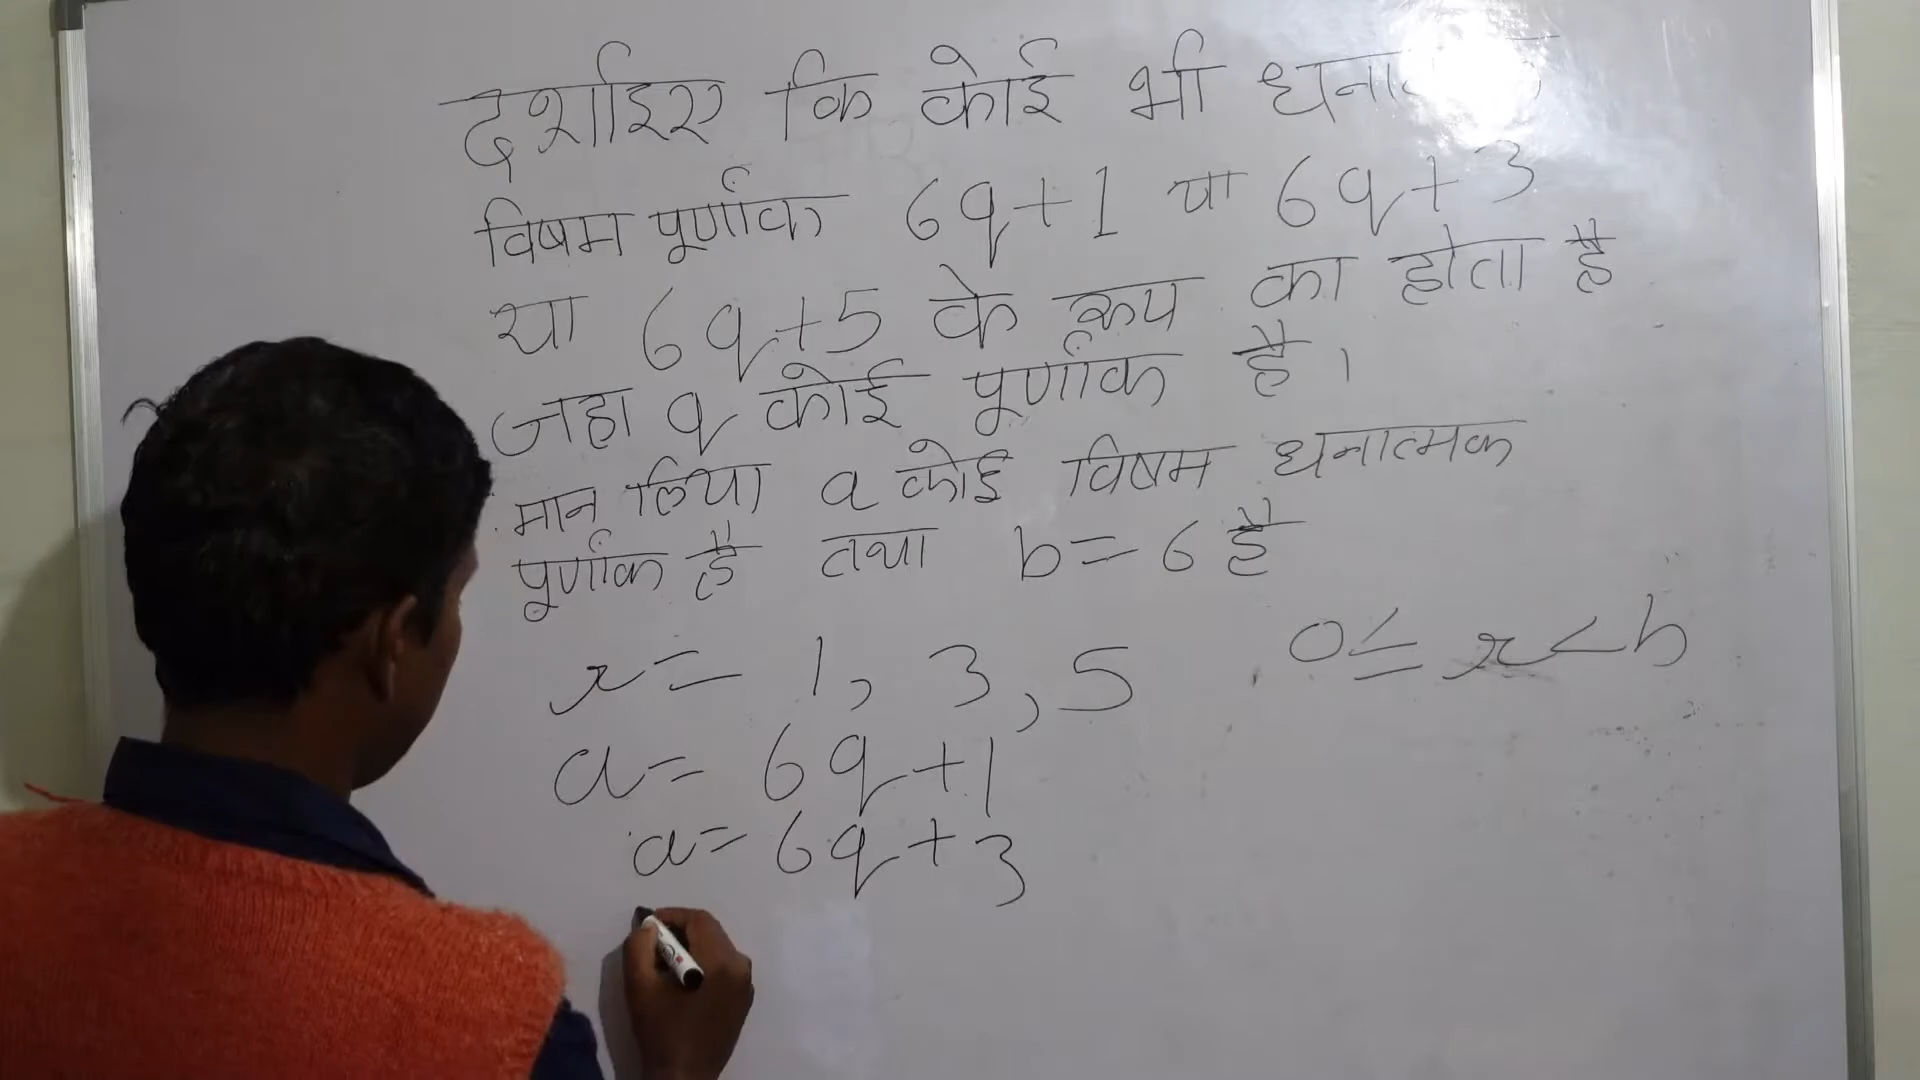 दर्शाइए कि कोई भी
विषम पूर्णांक 6q+1 या 6q+3
या 6q+5 के रूप का होता है
जहा q कोई पूर्णांक है।
मान लिया a कोई विषम धनात्मक
पूर्णांक है तथा b=6 है
r= 1, 3, 5 0≤ r<b
a= 6q+1
a= 6q+3